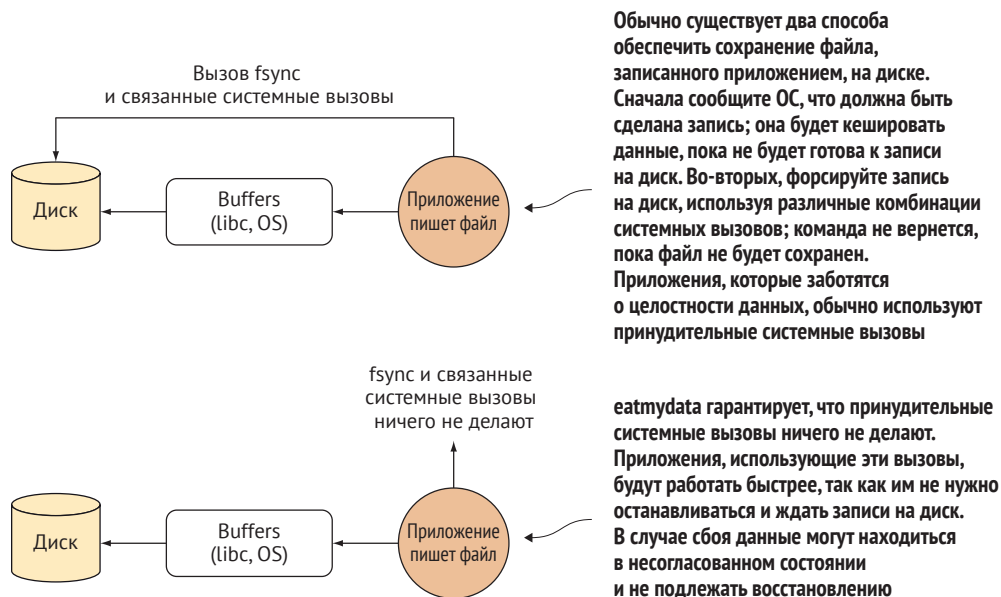 Вызов fsync
и связанные системные вызовы
Диск
Buffers
(libc, OS)
Приложение
пишет файл
Обычно существует два способа
обеспечить сохранение файла,
записанного приложением, на диске.
Сначала сообщите ОС, что должна быть
сделана запись; она будет кешировать
данные, пока не будет готова к записи
на диск. Во-вторых, форсируйте запись
на диск, используя различные комбинации
системных вызовов; команда не вернется,
пока файл не будет сохранен.
Приложения, которые заботятся
о целостности данных, обычно используют
принудительные системные вызовы
fsync и связанные
системные вызовы
ничего не делают
Диск
Buffers
(libc, OS)
Приложение
пишет файл
eatmydata гарантирует, что принудительные
системные вызовы ничего не делают.
Приложения, использующие эти вызовы,
будут работать быстрее, так как им не нужно
останавливаться и ждать записи на диск.
В случае сбоя данные могут находиться
в несогласованном состоянии
и не подлежать восстановлению